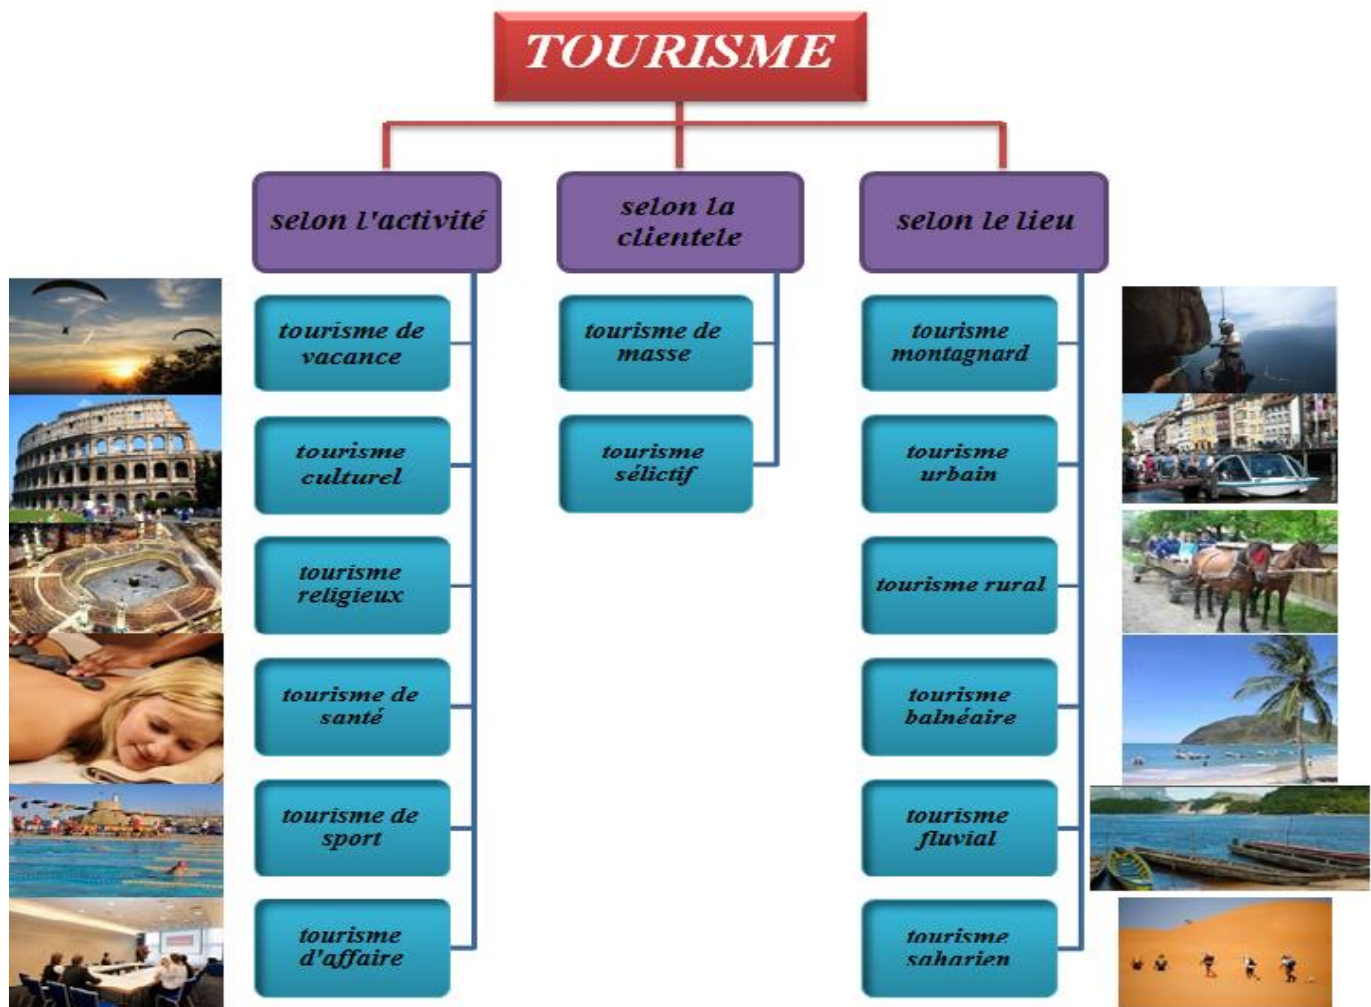 TOURISME
selon l'activité
selon la
clientele
selon le lieu
tourisme de
vacance
tourisme
culturel
tourisme
religieux
tourisme de
santé
tourisme de
sport
tourisme
d'affaire
tourisme de
masse
tourisme
sélictif
tourisme
montagnard
tourisme
urbain
tourisme rural
tourisme
balnéaire
tourisme
fluvial
tourisme
saharien